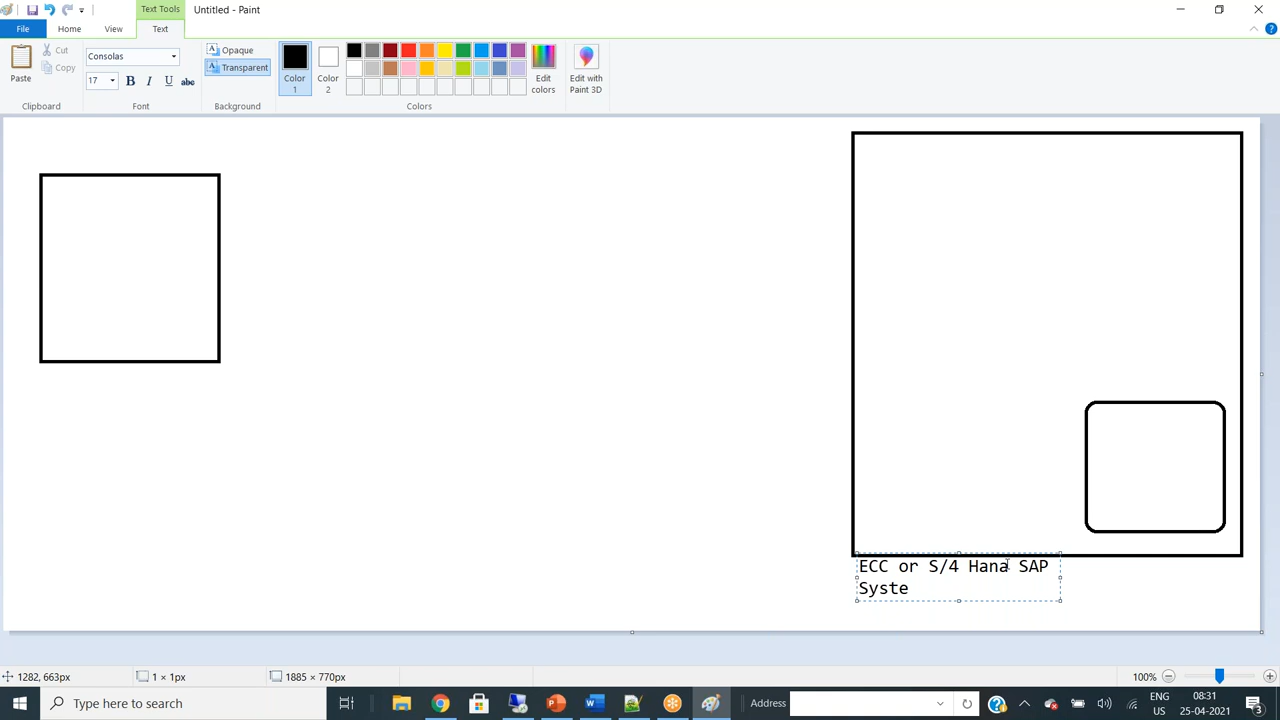 Text Tools
Untitled - Paint
File
Home
View
Text
Paste
Cut
Copy
Clipboard
Consolas
17
B I U abc
Font
Opaque
Transparent
Background
Color 1
Color 2
Edit colors
Colors
Edit with Paint 3D
ECC or S/4 Hana SAP
Syste
1282, 663px
1 × 1px
1885 × 770px
100%
Type here to search
Address
ENG
US
08:31
25-04-2021
3